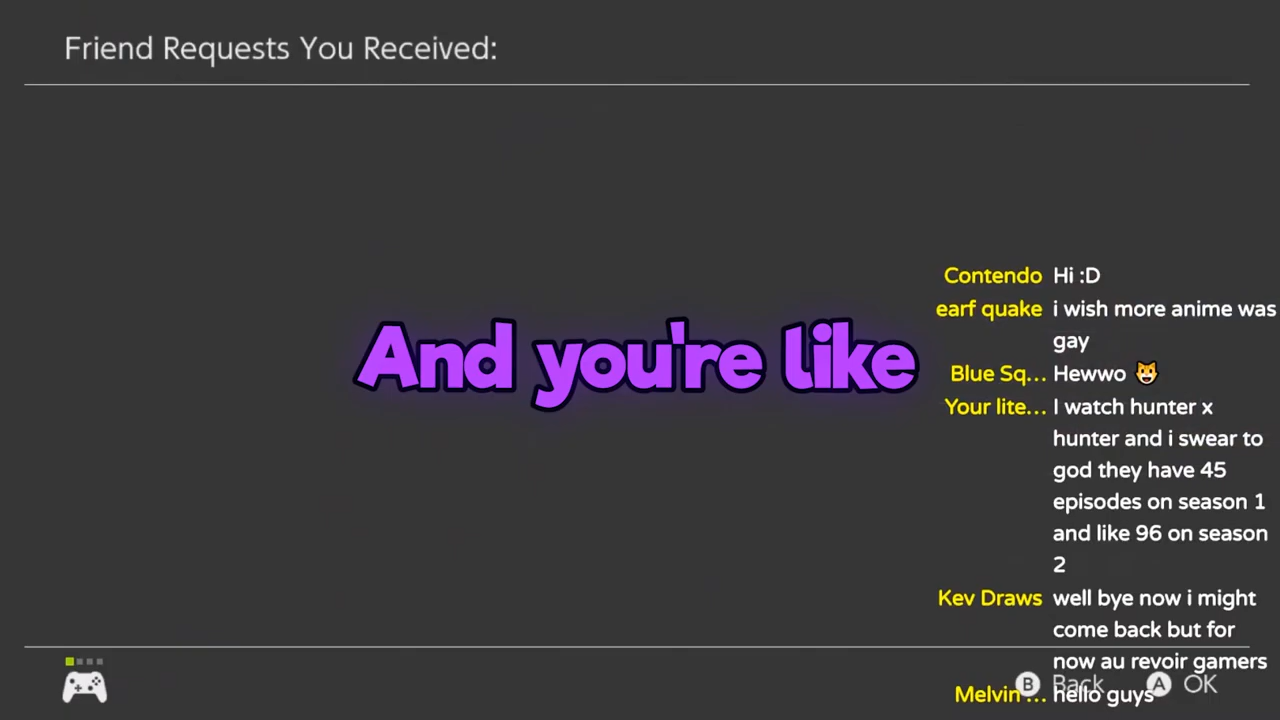 Friend Requests You Received:
And you're like
Contendo Hi :D
earf quake i wish more anime was
gay
Blue Sq... Hewwo 😺
Your lite... I watch hunter x
hunter and i swear to
god they have 45
episodes on season 1
and like 96 on season
2
Kev Draws well bye now i might
come back but for
now au revoir gamers
Melvin ... hello guys
B Back A OK